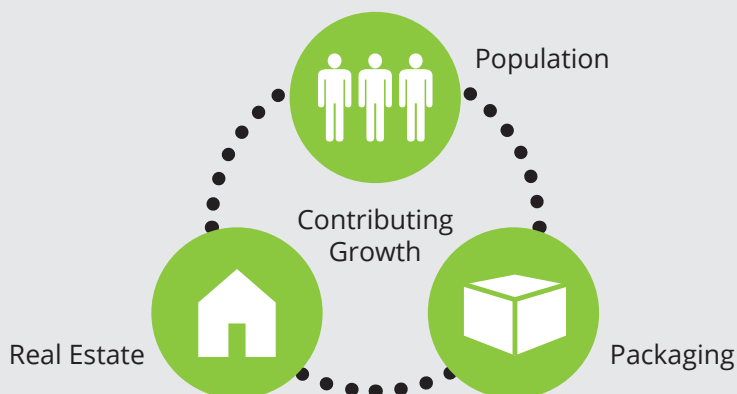 Population
Contributing
Growth
Real Estate
Packaging